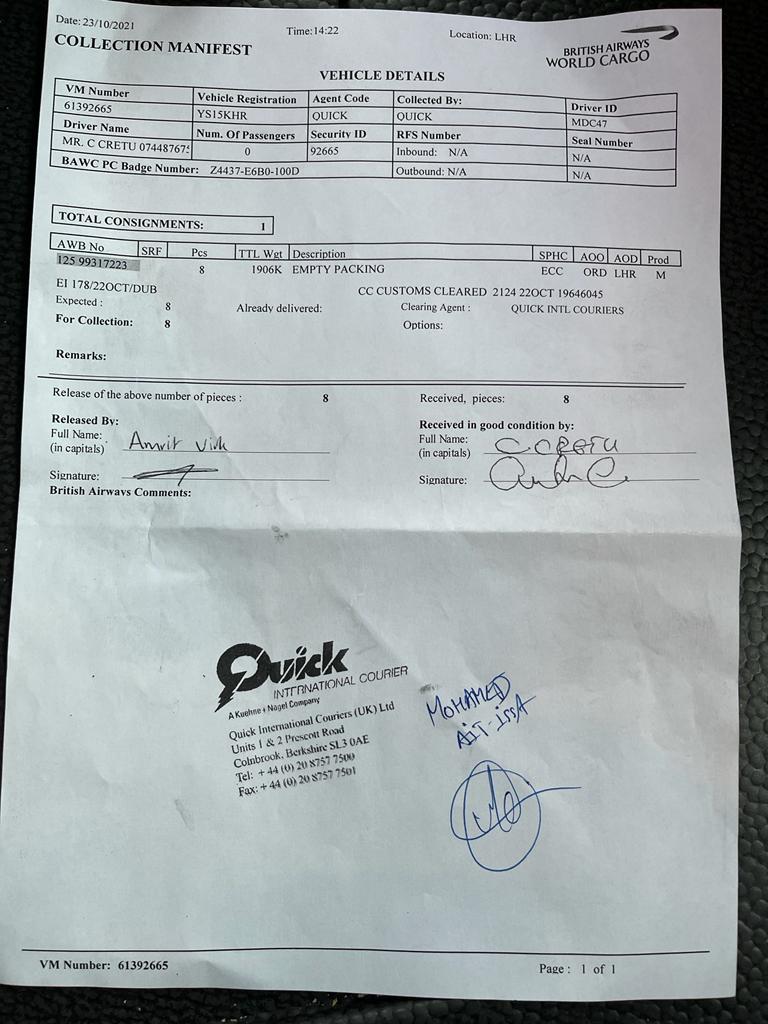 Date: 23/10/2021 Time:14:22 Location: LHR
COLLECTION MANIFEST
BRITISH AIRWAYS
WORLD CARGO
VEHICLE DETAILS
VM Number Vehicle Registration Agent Code Collected By: Driver ID
61392665 YS15KHR QUICK QUICK MDC47
Driver Name Num. Of Passengers Security ID RFS Number Seal Number
MR. C CRETU 07448767 0 92665 Inbound: N/A N/A
BAWC PC Badge Number: Z4437-E6B0-100D Outbound: N/A N/A
TOTAL CONSIGNMENTS: 1
AWB No SRF Pcs TTL Wgt Description SPHC AOO AOD Prod
125 99317223 8 1906K EMPTY PACKING ECC ORD LHR M
EI 178/22OCT/DUB CC CUSTOMS CLEARED 2124 22OCT 19646045
Expected : 8 Already delivered: Clearing Agent : QUICK INTL COURIERS
For Collection: 8 Options:
Remarks:
Release of the above number of pieces : 8 Received, pieces: 8
Released By: Received in good condition by:
Full Name: Amrit Virk Full Name: C CRETU
(in capitals) (in capitals)
Signature: Signature:
British Airways Comments:
Quick
INTERNATIONAL COURIER
A Kuehne + Nagel Company
Quick International Couriers (UK) Ltd
Units 1 & 2 Prescott Road
Colnbrook, Berkshire SL3 0AE
Tel: + 44 (0) 20 8757 7500
Fax: + 44 (0) 20 8757 7501
MOHAMED
AIT-ISSA
VM Number: 61392665 Page : 1 of 1